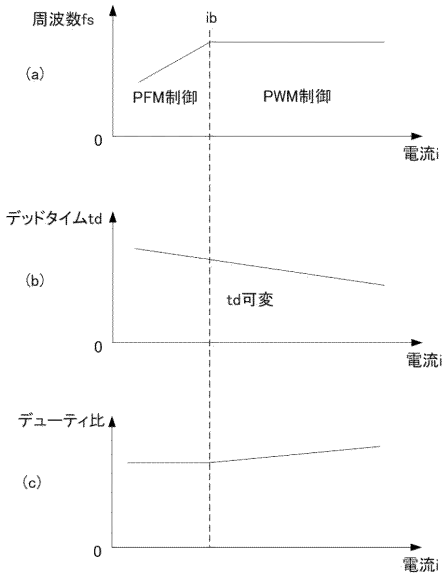 周波数fs
ib
(a)
PFM制御
PWM制御
0
電流i
デッドタイムtd
(b)
td可変
0
電流i
デューティ比
(c)
0
電流i